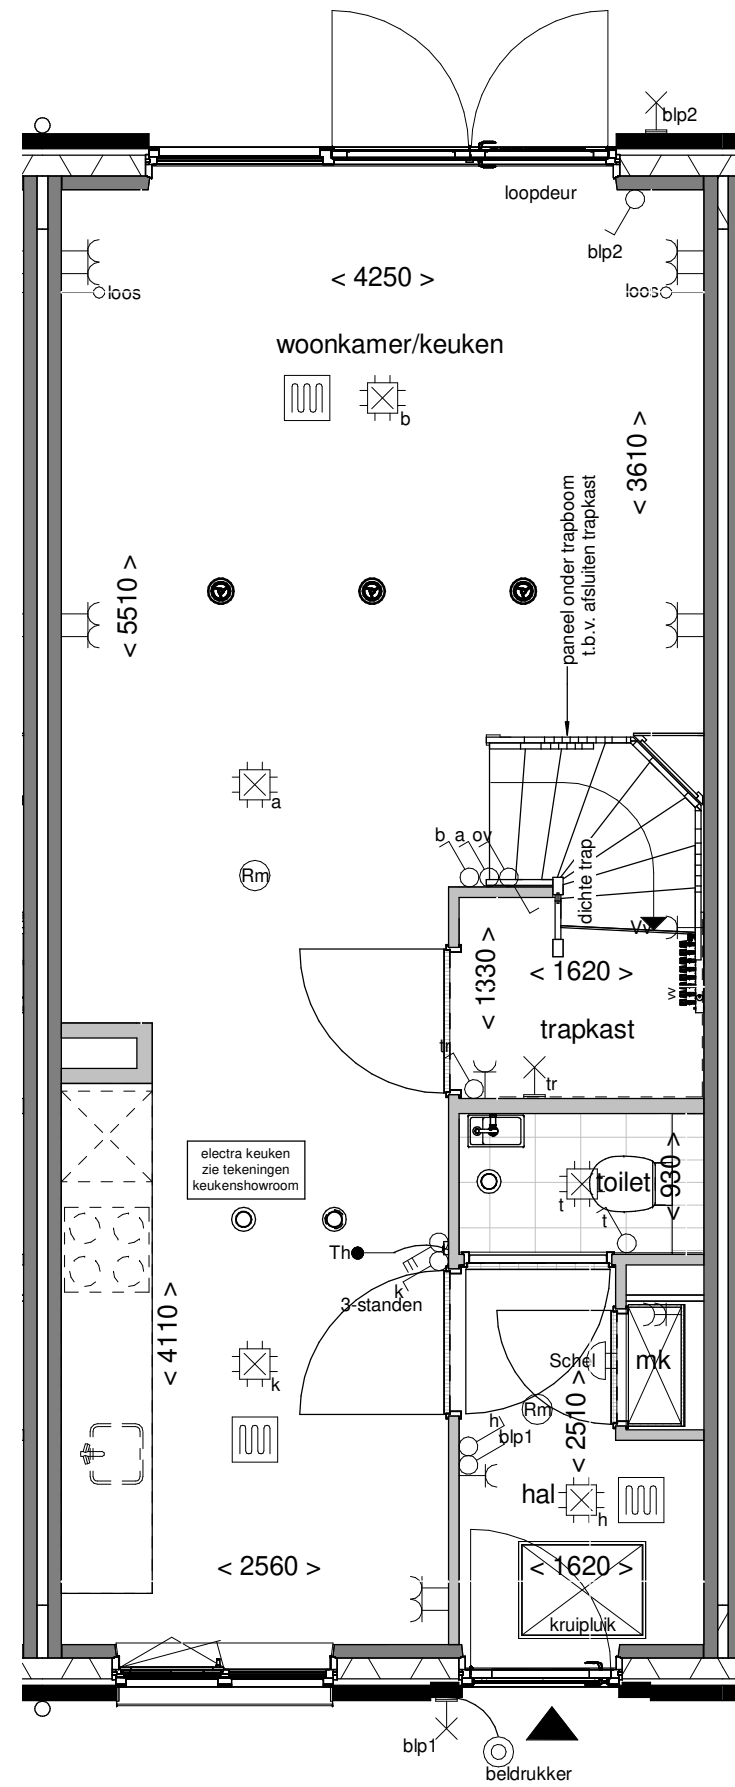 blp2
loopdeur
blp2
< 4250 >
loos
loos
woonkamer/keuken
b
< 3610 >
paneel onder trapboom
t.b.v. afsluiten trapkast
< 5510 >
a
b a ov
Rm
dichte trap
Vv
< 1330 >
< 1620 >
w
trapkast
tr
tr
electra keuken
zie tekeningen
keukenshowroom
toilet
< 930 >
t
t
Th
k
3-standen
< 4110 >
Schel
mk
k
Rm
< 2510 >
h
blp1
hal
h
< 2560 >
< 1620 >
kruipluik
blp1
beldrukker